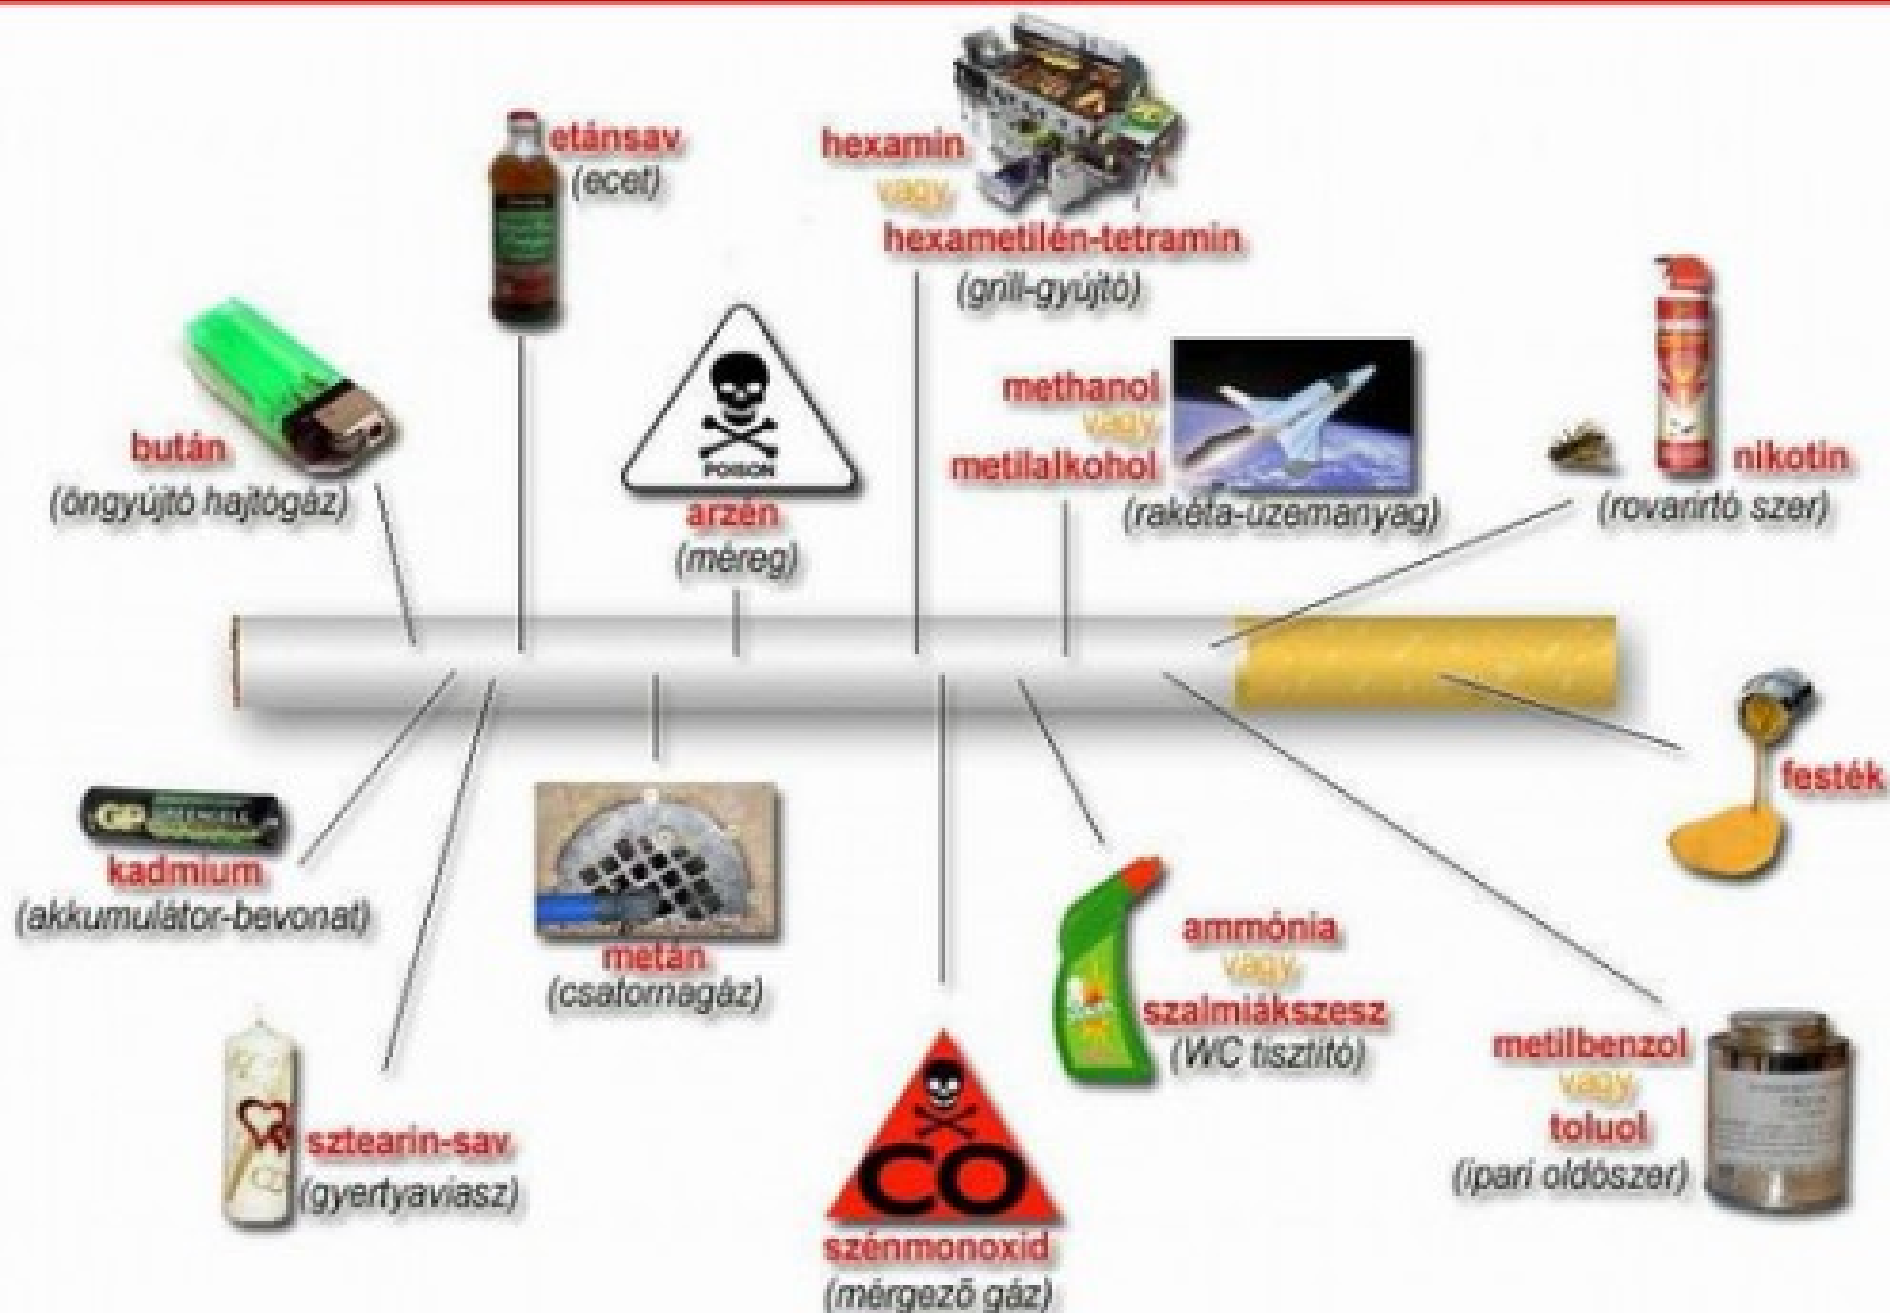 etánsav
(ecet)
hexamin
vagy
hexametilén-tetramin
(grill-gyújtó)
bután
(öngyújtó hajtógáz)
POISON
arzén
(méreg)
methanol
vagy
metilalkohol
(rakéta-üzemanyag)
nikotin
(rovarirtó szer)
festék
GP GREENCELL
kadmium
(akkumulátor-bevonat)
metán
(csatornagáz)
ammónia
vagy
szalmiákszesz
(WC tisztító)
sztearin-sav
(gyertyaviasz)
CO
szénmonoxid
(mérgező gáz)
metilbenzol
vagy
toluol
(ipari oldószer)